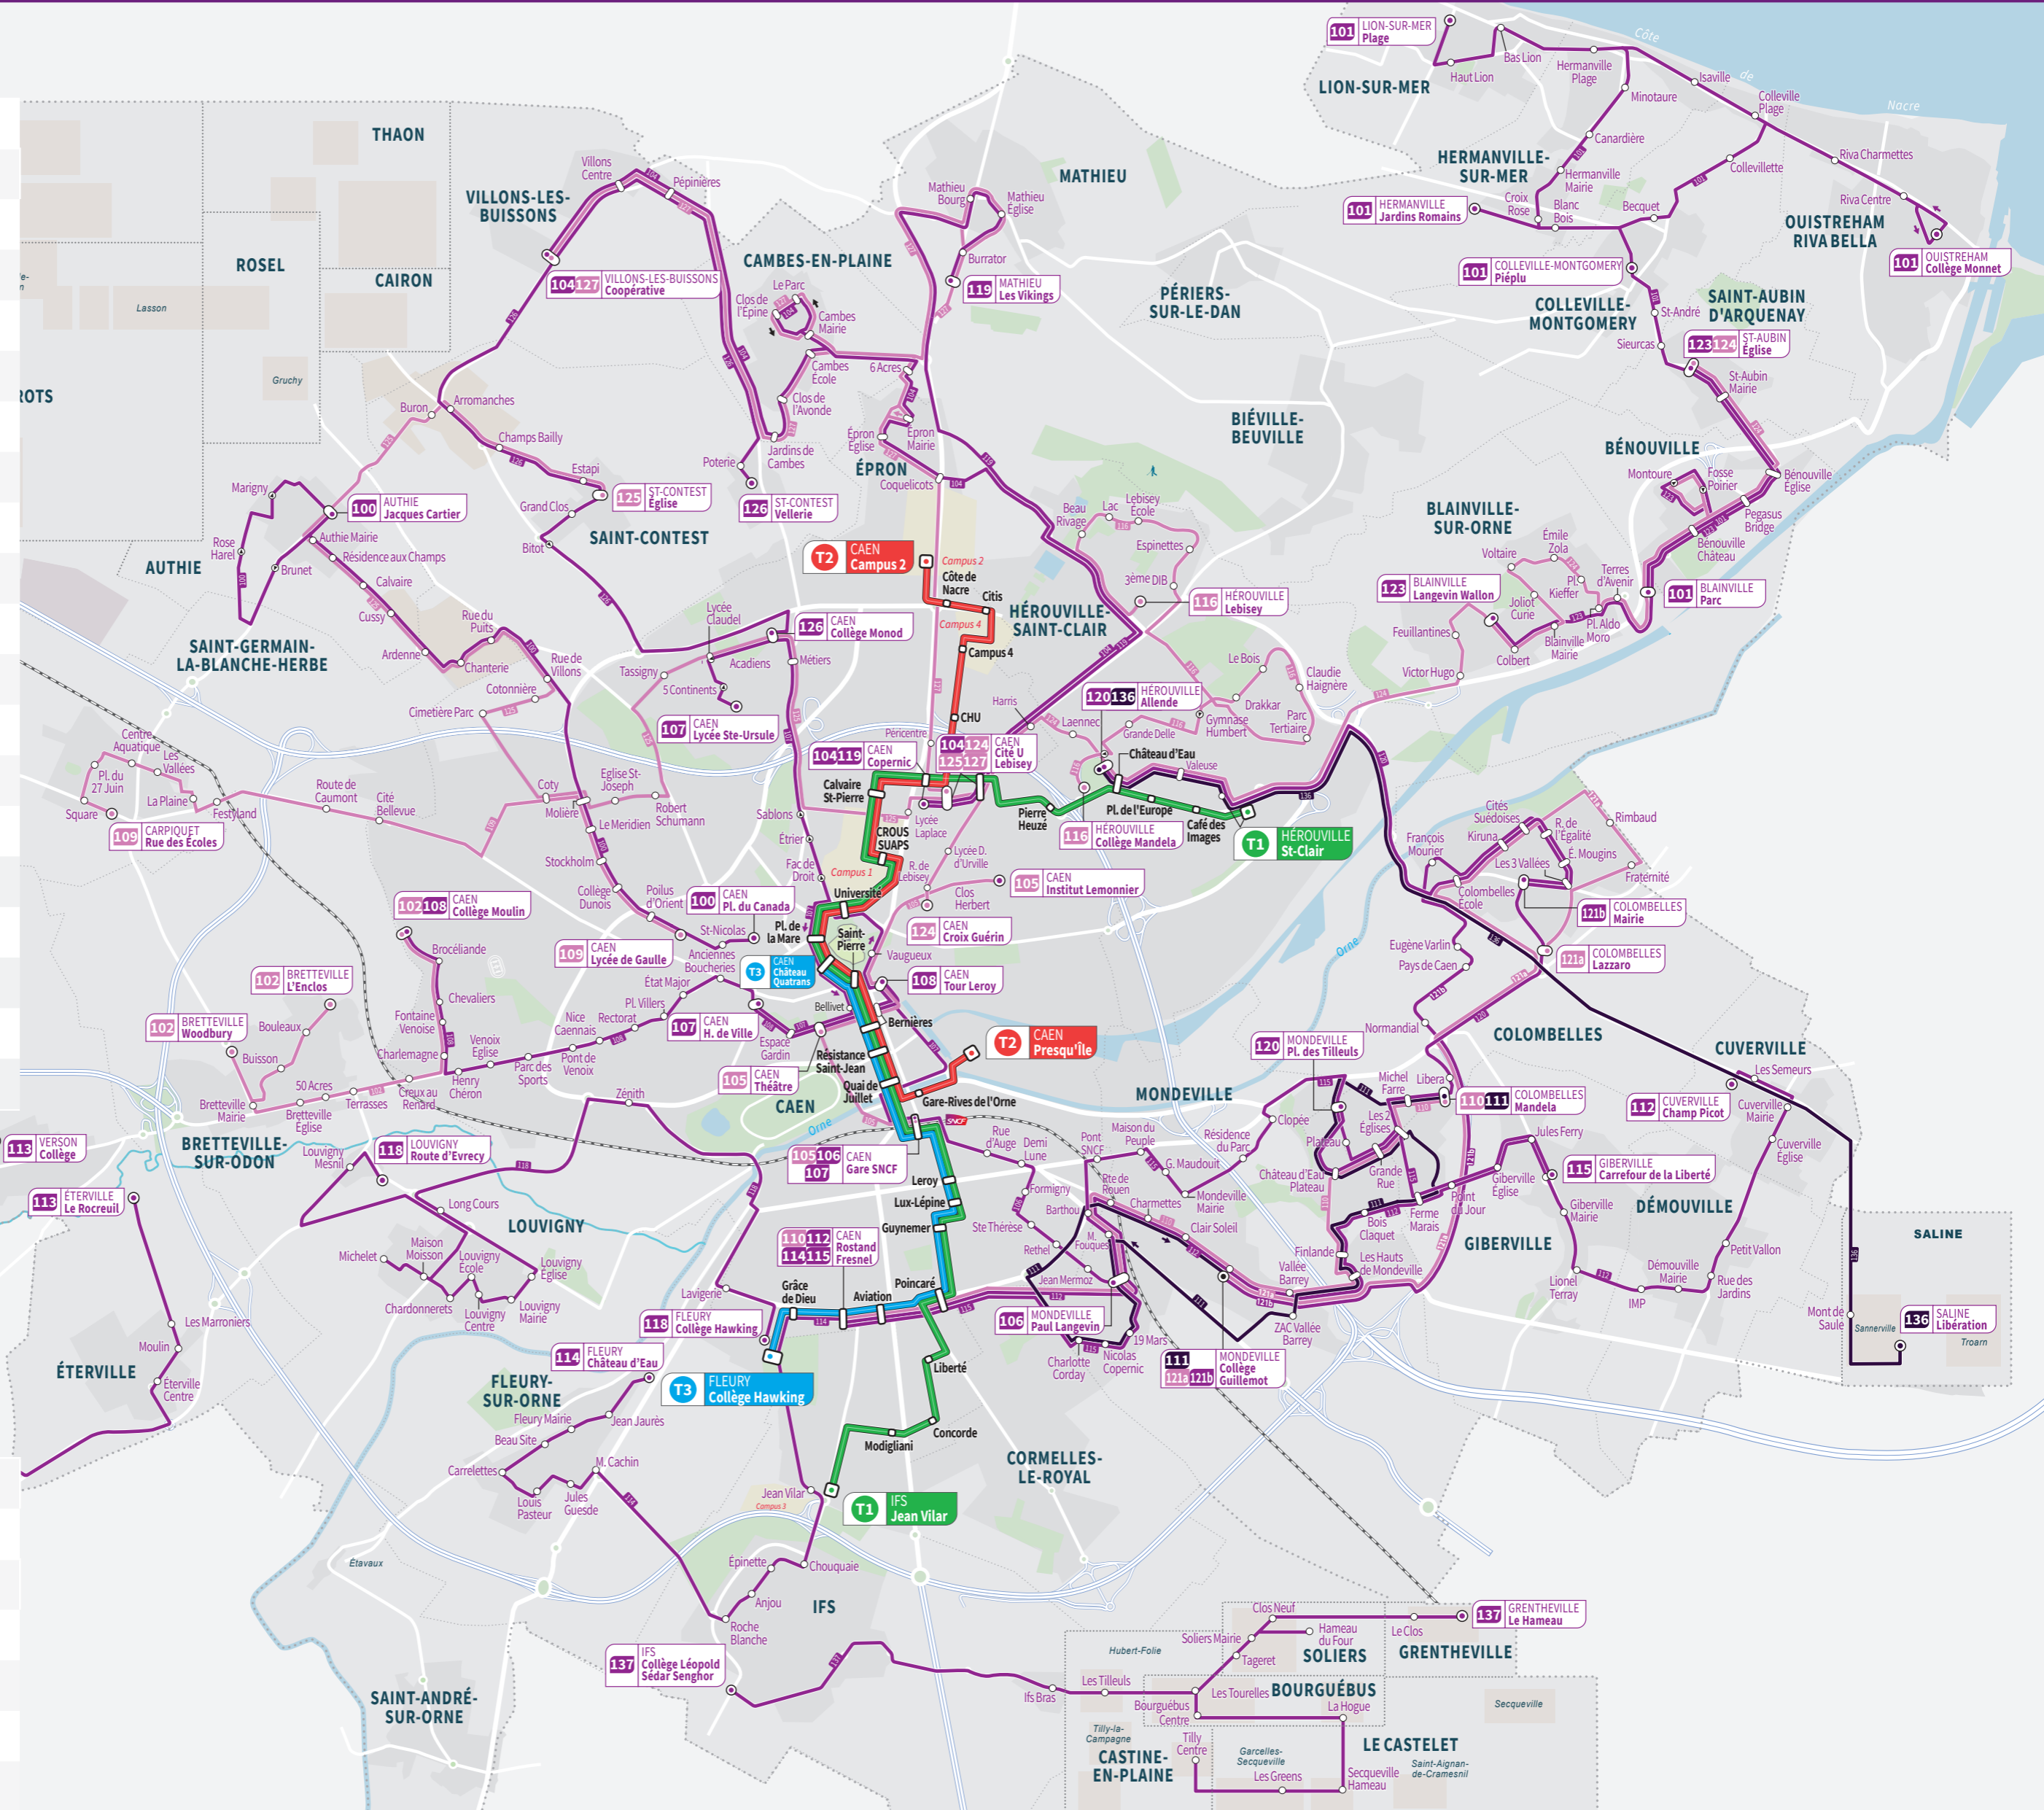 101 LION-SUR-MER
Plage
Côte
de
Nacre
LION-SUR-MER
Haut Lion
Bas Lion
Hermanville
Plage
Isaville
Minotaure
Colleville
Plage
Canardière
Riva Charmettes
Collevillette
HERMANVILLE-
SUR-MER
Hermanville
Mairie
Croix
Rose
Blanc
Bois
Becquet
Riva Centre
101 HERMANVILLE
Jardins Romains
OUISTREHAM
RIVA BELLA
101 OUISTREHAM
Collège Monnet
101 COLLEVILLE-MONTGOMERY
Piéplu
COLLEVILLE-
MONTGOMERY
St-André
Sieurcas
SAINT-AUBIN
D'ARQUENAY
123 124 ST-AUBIN
Église
St-Aubin
Mairie
BÉNOUVILLE
Montoure
Fosse
Poirier
Bénouville
Église
Pegasus
Bridge
Bénouville
Château
101 BLAINVILLE
Parc
BLAINVILLE-
SUR-ORNE
Voltaire
Émile
Zola
Pl.
Kieffer
Terres
d'Avenir
Joliot
Curie
Pl. Aldo
Moro
Blainville
Mairie
Colbert
123 BLAINVILLE
Langevin Wallon
Feuillantines
Victor Hugo
THAON
ROSEL
CAIRON
Lasson
Gruchy
ROTS
VILLONS-LES-
BUISSONS
Villons
Centre
Pépinières
104 127 VILLONS-LES-BUISSONS
Coopérative
CAMBES-EN-PLAINE
Le Parc
Clos de
l'Épine
Cambes
Mairie
Cambes
École
Clos de
l'Avonde
Jardins de
Cambes
Poterie
126 ST-CONTEST
Vellerie
MATHIEU
Mathieu
Bourg
Mathieu
Église
Burrator
119 MATHIEU
Les Vikings
PÉRIERS-
SUR-LE-DAN
BIÉVILLE-
BEUVILLE
6 Acres
Épron
Église
Épron
Mairie
ÉPRON
Coquelicots
Buron
Arromanches
Champs Bailly
Estapi
125 ST-CONTEST
Église
Grand Clos
Bitot
SAINT-CONTEST
Marigny
100 AUTHIE
Jacques Cartier
Authie Mairie
Rose
Harel
Brunet
AUTHIE
Résidence aux Champs
Calvaire
Cussy
Rue du
Puits
Ardenne
Chanterie
Rue de
Villons
Cotonnière
Cimetière Parc
SAINT-GERMAIN-
LA-BLANCHE-HERBE
T2 CAEN
Campus 2
Campus 2
Côte de
Nacre
Citis
Campus 4
Campus 4
CHU
HÉROUVILLE-
SAINT-CLAIR
Beau
Rivage
Lac
Lebisey
École
Espinettes
3ème DIB
116 HÉROUVILLE
Lebisey
Le Bois
Claudie
Haignère
Drakkar
Gymnase
Humbert
Parc
Tertiaire
Grande Delle
Laennec
Harris
120 136 HÉROUVILLE
Allende
Château d'Eau
Valeuse
Pl. de l'Europe
Café des
Images
Pierre
Heuzé
116 HÉROUVILLE
Collège Mandela
T1 HÉROUVILLE
St-Clair
Lycée
Claudel
126 CAEN
Collège Monod
Acadiens
Métiers
Tassigny
5 Continents
107 CAEN
Lycée Ste-Ursule
Péricentre
104 119 CAEN
Copernic
104 124
125 127
CAEN
Cité U
Lebisey
Calvaire
St-Pierre
Lycée
Laplace
CROUS
SUAPS
Lycée D.
d'Urville
R. de
Lebisey
Clos
Herbert
105 CAEN
Institut Lemonnier
124 CAEN
Croix Guérin
Sablons
Étrier
Fac de
Droit
Campus 1
Université
Pl. de
la Mare
Saint-
Pierre
Vaugueux
T3 CAEN
Château
Quatrans
108 CAEN
Tour Leroy
Bellivet
Bernières
Centre
Aquatique
Les
Vallées
Pl. du
27 Juin
La Plaine
Square
Festyland
109 CARPIQUET
Rue des Écoles
Route de
Caumont
Cité
Bellevue
Coty
Eglise St-
Joseph
Robert
Schumann
Molière
Le Meridien
Stockholm
Collège
Dunois
Poilus
d'Orient
100 CAEN
Pl. du Canada
St-Nicolas
109 CAEN
Lycée de Gaulle
Anciennes
Boucheries
État Major
Pl. Villers
Rectorat
Nice
Caennais
107 CAEN
H. de Ville
Espace
Gardin
105 CAEN
Théâtre
102 108 CAEN
Collège Moulin
Brocéliande
Chevaliers
Fontaine
Venoise
Charlemagne
Venoix
Eglise
Henry
Chéron
Parc des
Sports
Pont de
Venoix
102 BRETTEVILLE
L'Enclos
102 BRETTEVILLE
Woodbury
Bouleaux
Buisson
50 Acres
Bretteville
Mairie
Bretteville
Église
Terrasses
Creux au
Renard
BRETTEVILLE-
SUR-ODON
Zénith
CAEN
Orne
Orne
Résistance
Saint-Jean
Quai de
Juillet
T2 CAEN
Presqu'île
Gare-Rives de l'Orne
SNCF
105 106
107
CAEN
Gare SNCF
Leroy
Lux-Lépine
Guynemer
Poincaré
Aviation
Grâce
de Dieu
110 112
114 115
CAEN
Rostand
Fresnel
Liberté
Concorde
Modigliani
T1 IFS
Jean Vilar
Jean Vilar
Campus 3
113 VERSON
Collège
113 ÉTERVILLE
Le Rocreuil
Les Marroniers
Moulin
Éterville
Centre
ÉTERVILLE
118 LOUVIGNY
Route d'Evrecy
Louvigny
Mesnil
Long Cours
LOUVIGNY
Michelet
Maison
Moisson
Louvigny
École
Louvigny
Église
Chardonnerets
Louvigny
Centre
Louvigny
Mairie
Lavigerie
118 FLEURY
Collège Hawking
T3 FLEURY
Collège Hawking
114 FLEURY
Château d'Eau
FLEURY-
SUR-ORNE
Fleury Mairie
Jean Jaurès
Beau Site
Carrelettes
Louis
Pasteur
Jules
Guesde
M. Cachin
Étavaux
Épinette
Chouquaie
Anjou
Roche
Blanche
IFS
137 IFS
Collège Léopold
Sédar Senghor
SAINT-ANDRÉ-
SUR-ORNE
CORMELLES-
LE-ROYAL
MONDEVILLE
Rue
d'Auge
Demi
Lune
Formigny
Ste Thérèse
Rethel
Jean Mermoz
Pont
SNCF
Maison du
Peuple
G. Maudouit
Résidence
du Parc
Clopée
120 MONDEVILLE
Pl. des Tilleuls
Mondeville
Mairie
Rte de
Rouen
Barthou
Charmettes
Clair Soleil
M.
Fouques
106 MONDEVILLE
Paul Langevin
19 Mars
Charlotte
Corday
Nicolas
Copernic
111
121a 121b
MONDEVILLE
Collège
Guillemot
Vallée
Barrey
ZAC Vallée
Barrey
Finlande
Les Hauts
de Mondeville
Bois
Claquet
Ferme
Marais
Point
du Jour
Château d'Eau
Plateau
Plateau
Les 2
Églises
Grande
Rue
Michel
Farre
Libera
110 111 COLOMBELLES
Mandela
Normandial
Pays de Caen
Eugène Varlin
François
Mourier
Kiruna
Cités
Suédoises
R. de
l'Égalité
Les 3 Vallées
É. Mougins
Rimbaud
Fraternité
Colombelles
École
121b COLOMBELLES
Mairie
121a COLOMBELLES
Lazzaro
COLOMBELLES
CUVERVILLE
Les Semeurs
112 CUVERVILLE
Champ Picot
Cuverville
Mairie
Cuverville
Église
Jules Ferry
Giberville
Église
115 GIBERVILLE
Carrefour de la Liberté
Giberville
Mairie
GIBERVILLE
DÉMOUVILLE
Petit Vallon
Démouville
Mairie
Rue des
Jardins
Lionel
Terray
IMP
SALINE
Mont de
Saule
Sannerville
Troarn
136 SALINE
Libération
137 GRENTHEVILLE
Le Hameau
Clos Neuf
Le Clos
GRENTHEVILLE
Soliers Mairie
Hameau
du Four
SOLIERS
Tageret
Hubert-Folie
Ifs Bras
Les Tilleuls
Les Tourelles
BOURGUÉBUS
Bourguébus
Centre
La Hogue
Secqueville
Tilly-la-
Campagne
Tilly
Centre
CASTINE-
EN-PLAINE
Garcelles-
Secqueville
Les Greens
Secqueville
Hameau
LE CASTELET
Saint-Aignan-
de-Cramesnil